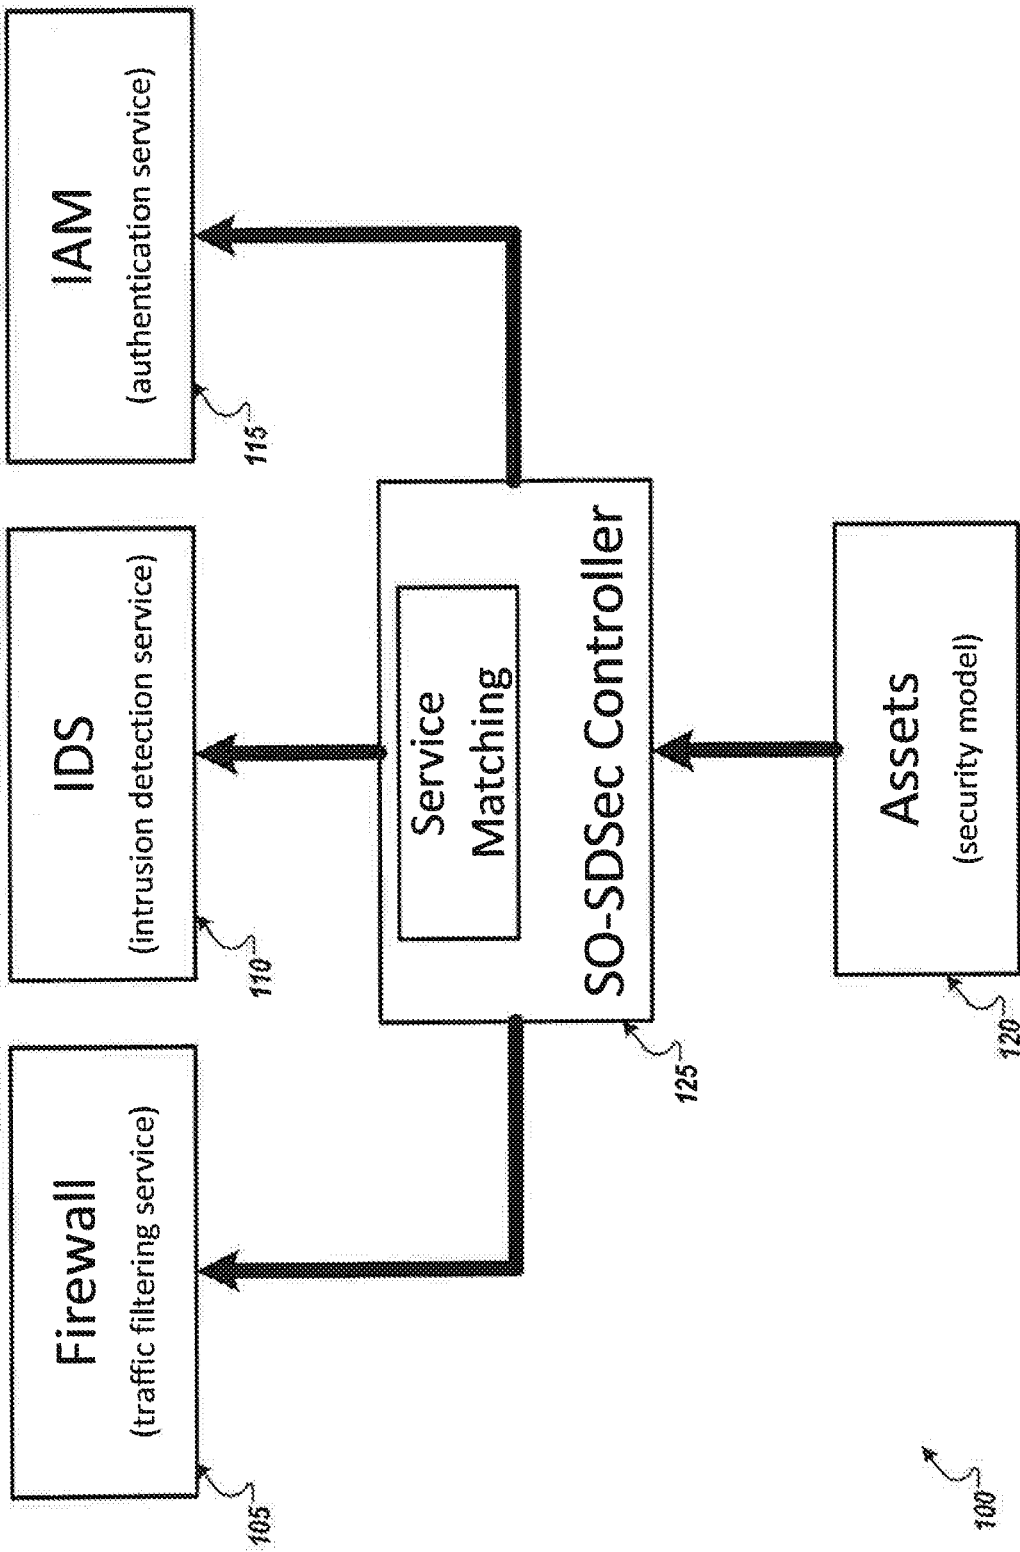 Firewall
(traffic filtering service)
105
IDS
(intrusion detection service)
110
IAM
(authentication service)
115
Service
Matching
SO-SDSec Controller
125
Assets
(security model)
120
100